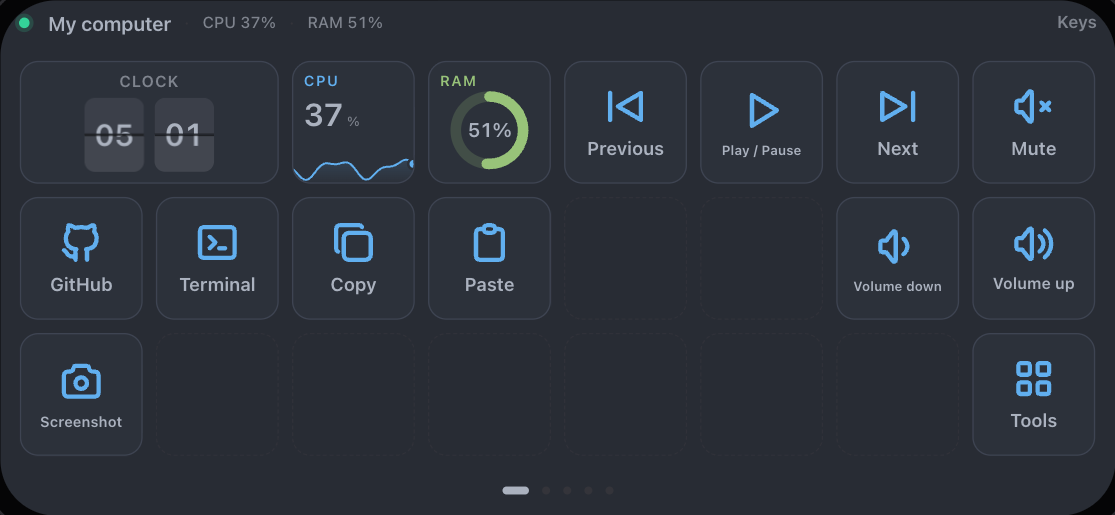 My computer CPU 37% RAM 51% Keys
CLOCK
05 01
CPU
37 %
RAM
51%
Previous
Play / Pause
Next
Mute
GitHub
Terminal
Copy
Paste
Volume down
Volume up
Screenshot
Tools